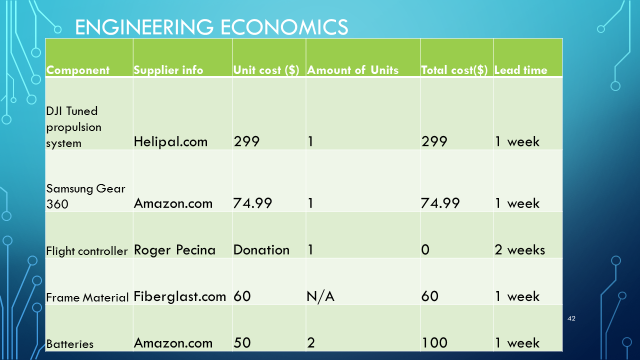 ENGINEERING ECONOMICS
Component Supplier info Unit cost ($) Amount of Units Total cost($) Lead time
DJI Tuned
propulsion
system Helipal.com 299 1 299 1 week
Samsung Gear
360 Amazon.com 74.99 1 74.99 1 week
Flight controller Roger Pecina Donation 1 0 2 weeks
Frame Material Fiberglast.com 60 N/A 60 1 week
42
Batteries Amazon.com 50 2 100 1 week